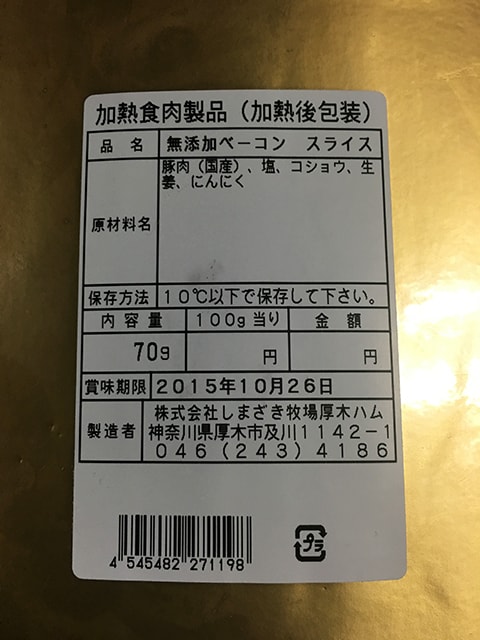 加熱食肉製品（加熱後包装）
品 名 無添加ベーコン スライス
原材料名 豚肉（国産）、塩、コショウ、生
姜、にんにく
保存方法 10℃以下で保存して下さい。
内 容 量 100g 当り 金 額
70g 円 円
賞味期限 2015年10月26日
製造者 株式会社しまざき牧場厚木ハム
神奈川県厚木市及川1142-1
046（243）4186
4 545482 271198
プラ